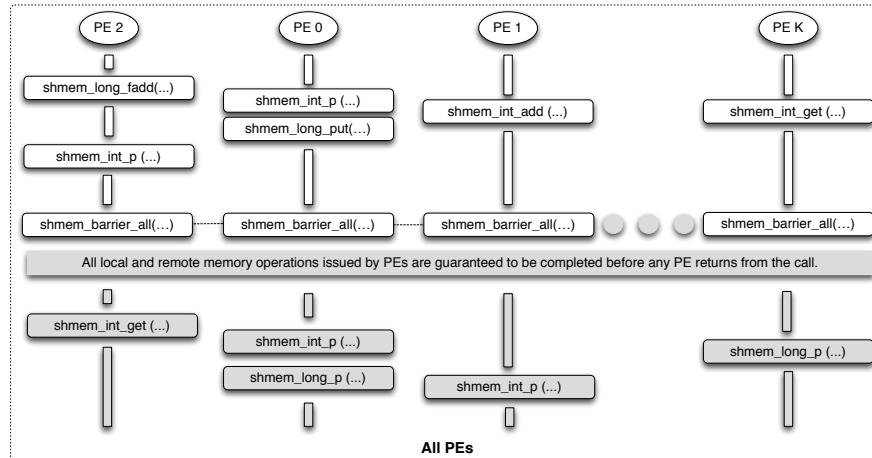 PE 2 PE 0 PE 1 PE K
shmem_long_fadd(...)
shmem_int_p (...) shmem_int_add (...) shmem_int_get (...)
shmem_long_put(...)
shmem_int_p (...)
shmem_barrier_all(...) shmem_barrier_all(...) shmem_barrier_all(...) shmem_barrier_all(...)
All local and remote memory operations issued by PEs are guaranteed to be completed before any PE returns from the call.
shmem_int_get (...)
shmem_int_p (...) shmem_long_p (...)
shmem_long_p (...) shmem_int_p (...)
All PEs